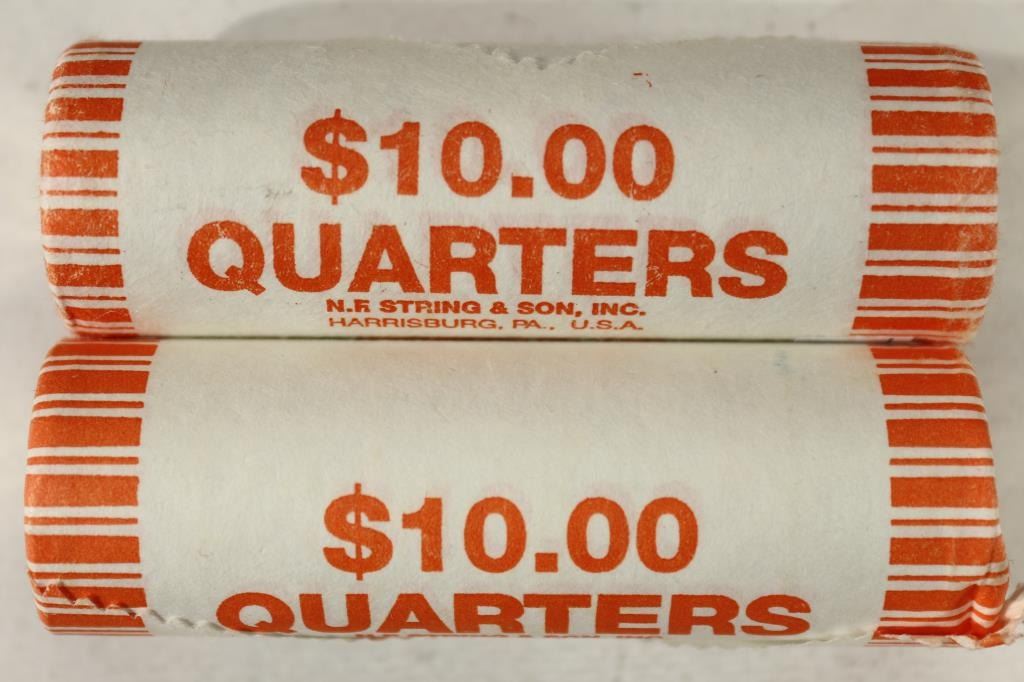 $10.00
QUARTERS
N.F. STRING & SON, INC.
HARRISBURG, PA., U.S.A.
$10.00
QUARTERS